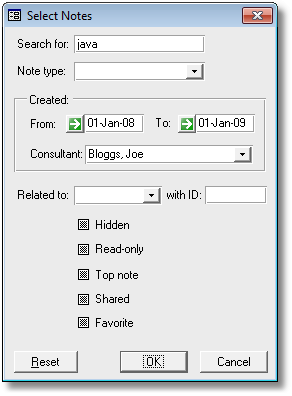 Select Notes
Search for: java
Note type:
Created:
From: 01-Jan-08 To: 01-Jan-09
Consultant: Bloggs, Joe
Related to: with ID:
Hidden
Read-only
Top note
Shared
Favorite
Reset OK Cancel